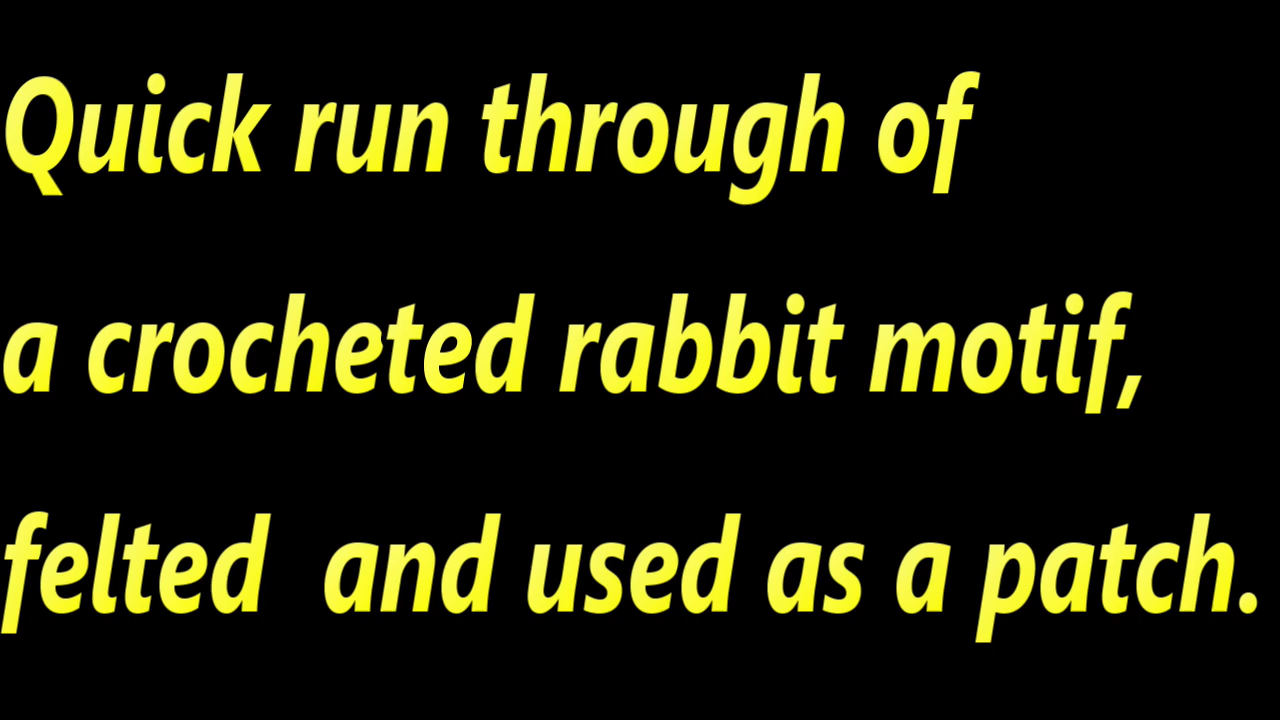 Quick run through of
a crocheted rabbit motif,
felted  and used as a patch.